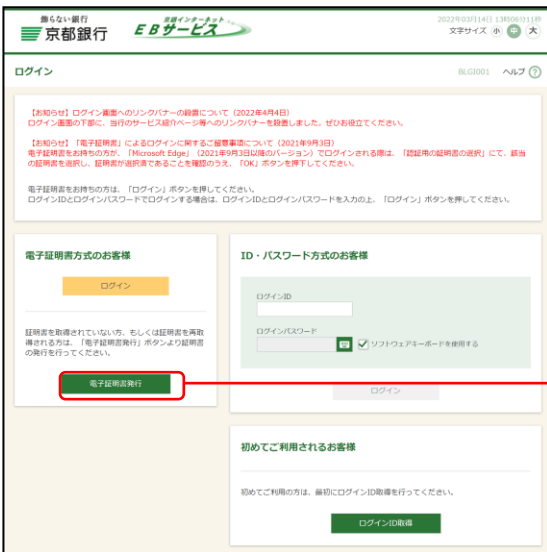 飾らない銀行
京都銀行
京銀インターネット
EBサービス
2022年03月14日 13時06分11秒
文字サイズ 小 中 大
ログイン
BLGI001 ヘルプ ?
【お知らせ】ログイン画面へのリンクバナーの設置について（2022年4月4日）
ログイン画面の下部に、当行のサービス紹介ページ等へのリンクバナーを設置しました。ぜひお役立てください。
【お知らせ】「電子証明書」によるログインに関するご留意事項について（2021年9月3日）
電子証明書をお持ちの方が、「Microsoft Edge」（2021年9月3日以降のバージョン）でログインされる際は、「認証用の証明書の選択」にて、該当
の証明書を選択し、証明書が選択済であることを確認のうえ、「OK」ボタンを押下してください。
電子証明書をお持ちの方は、「ログイン」ボタンを押してください。
ログインIDとログインパスワードでログインする場合は、ログインIDとログインパスワードを入力の上、「ログイン」ボタンを押してください。
電子証明書方式のお客様
ログイン
証明書を取得されていない方、もしくは証明書を再取
得される方は、「電子証明書発行」ボタンより証明書
の発行を行ってください。
電子証明書発行
ID・パスワード方式のお客様
ログインID
ログインパスワード
ソフトウェアキーボードを使用する
ログイン
初めてご利用されるお客様
初めてご利用の方は、最初にログインID取得を行ってください。
ログインID取得